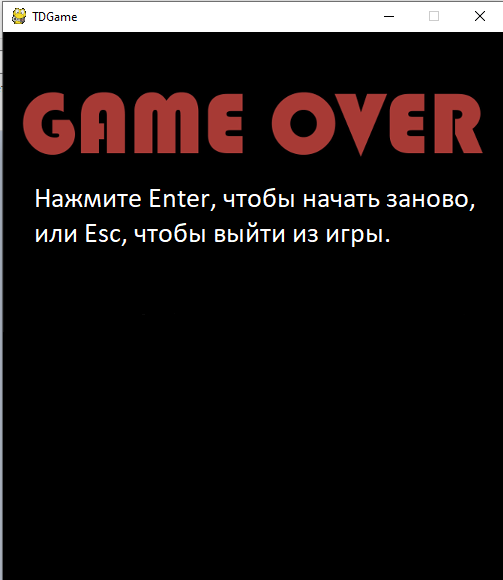 TDGame
GAME OVER
Нажмите Enter, чтобы начать заново,
или Esc, чтобы выйти из игры.